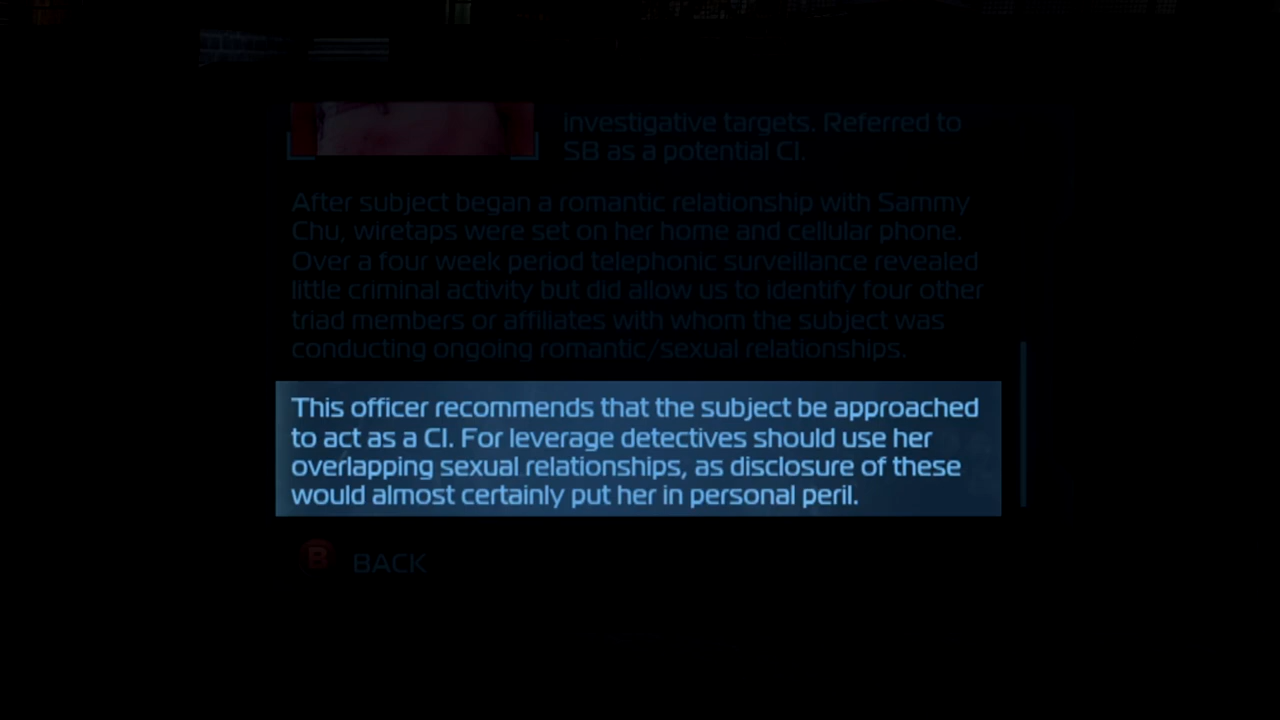 investigative targets. Referred to
SB as a potential CI.
After subject began a romantic relationship with Sammy
Chu, wiretaps were set on her home and cellular phone.
Over a four week period telephonic surveillance revealed
little criminal activity but did allow us to identify four other
triad members or affiliates with whom the subject was
conducting ongoing romantic/sexual relationships.
This officer recommends that the subject be approached
to act as a CI. For leverage detectives should use her
overlapping sexual relationships, as disclosure of these
would almost certainly put her in personal peril.
B BACK